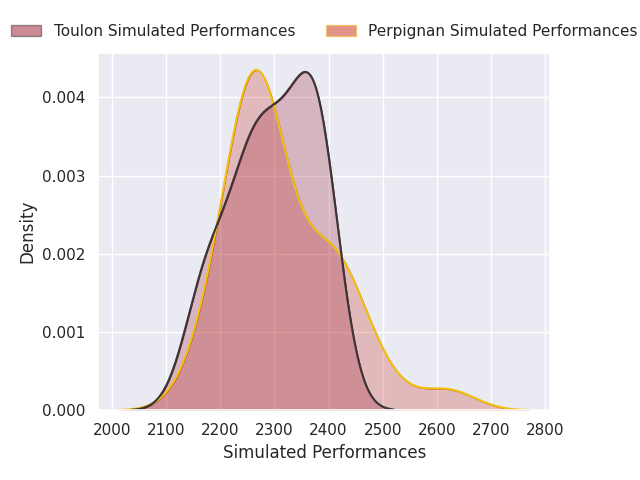 Toulon Simulated Performances Perpignan Simulated Performances
0.004
0.003
0.002
0.001
0.000
Density
2000 2100 2200 2300 2400 2500 2600 2700 2800
Simulated Performances